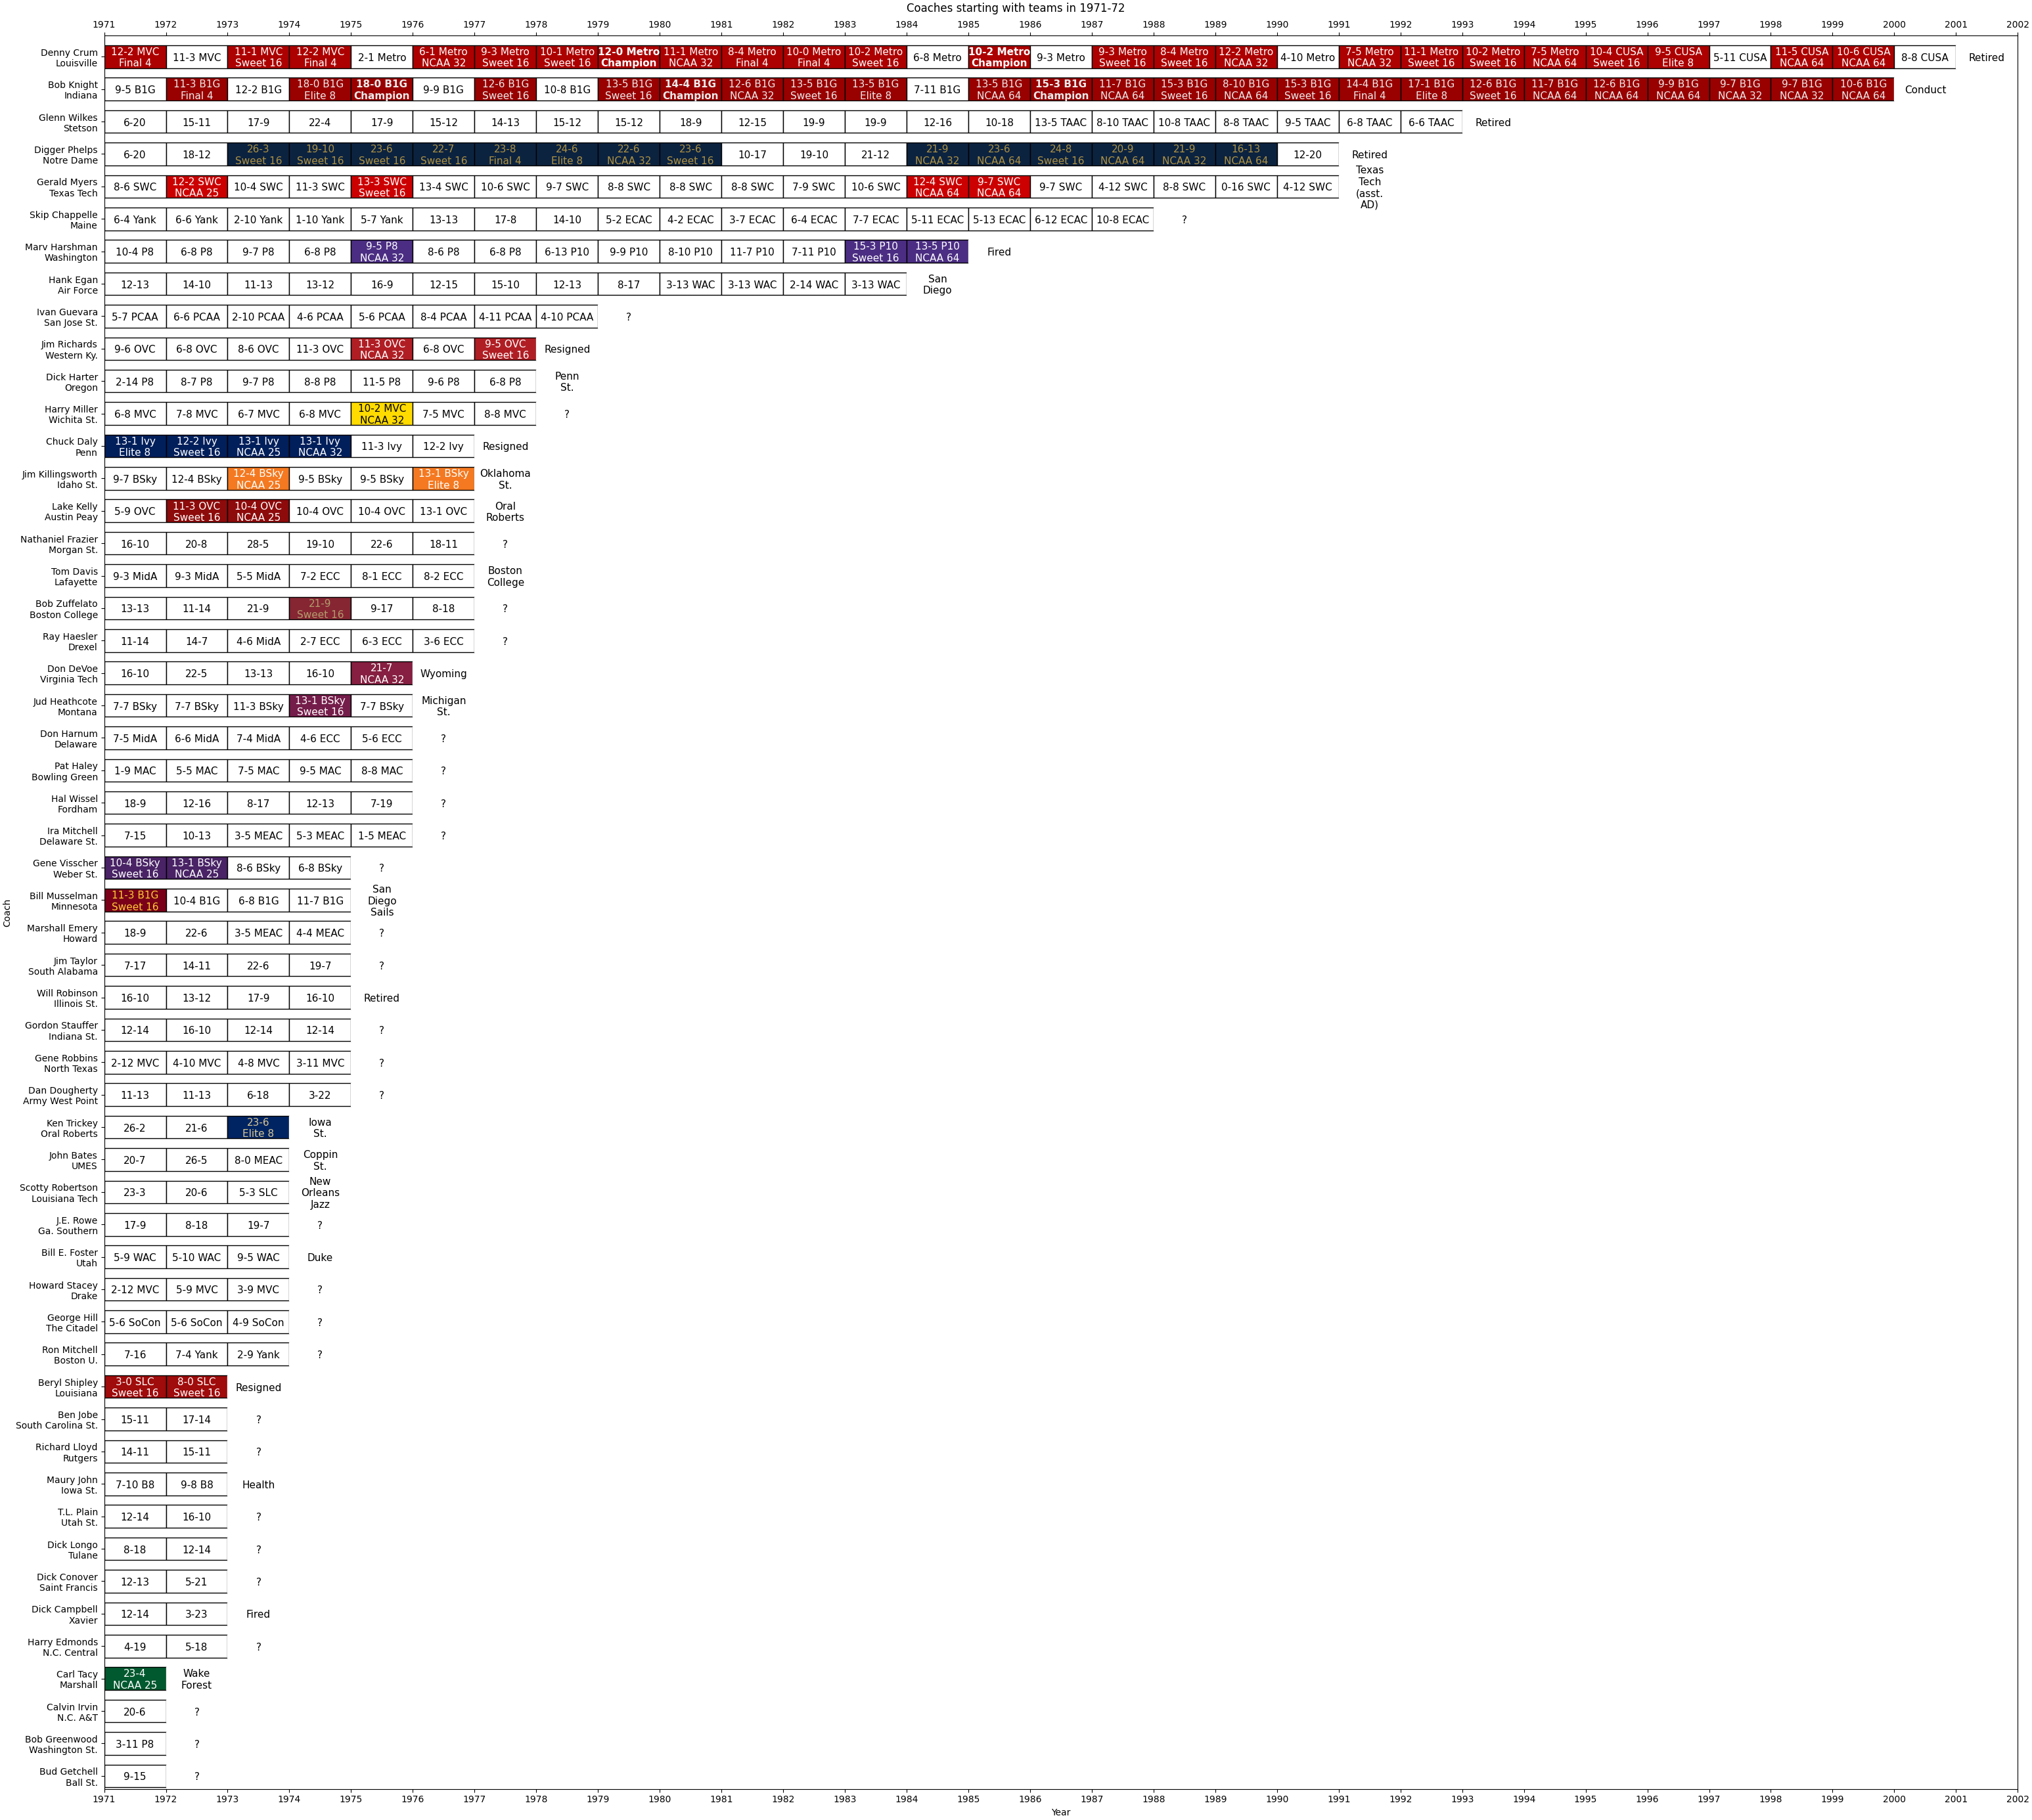 Coaches starting with teams in 1971-72
1971 1972 1973 1974 1975 1976 1977 1978 1979 1980 1981 1982 1983 1984 1985 1986 1987 1988 1989 1990 1991 1992 1993 1994 1995 1996 1997 1998 1999 2000 2001 2002
Denny Crum 12-2 MVC 11-1 MVC 12-2 MVC 6-1 Metro 9-3 Metro 10-1 Metro 12-0 Metro 11-1 Metro 8-4 Metro 10-0 Metro 10-2 Metro 10-2 Metro 9-3 Metro 8-4 Metro 12-2 Metro 7-5 Metro 11-1 Metro 10-2 Metro 7-5 Metro 10-4 CUSA 9-5 CUSA 11-5 CUSA 10-6 CUSA
11-3 MVC 2-1 Metro 6-8 Metro 9-3 Metro 4-10 Metro 5-11 CUSA 8-8 CUSA Retired
Louisville Final 4 Sweet 16 Final 4 NCAA 32 Sweet 16 Sweet 16 Champion NCAA 32 Final 4 Final 4 Sweet 16 Champion Sweet 16 Sweet 16 NCAA 32 NCAA 32 Sweet 16 Sweet 16 NCAA 64 Sweet 16 Elite 8 NCAA 64 NCAA 64
Bob Knight 11-3 B1G 18-0 B1G 18-0 B1G 12-6 B1G 13-5 B1G 14-4 B1G 12-6 B1G 13-5 B1G 13-5 B1G 13-5 B1G 15-3 B1G 11-7 B1G 15-3 B1G 8-10 B1G 15-3 B1G 14-4 B1G 17-1 B1G 12-6 B1G 11-7 B1G 12-6 B1G 9-9 B1G 9-7 B1G 9-7 B1G 10-6 B1G
9-5 B1G 12-2 B1G 9-9 B1G 10-8 B1G 7-11 B1G Conduct
Indiana Final 4 Elite 8 Champion Sweet 16 Sweet 16 Champion NCAA 32 Sweet 16 Elite 8 NCAA 64 Champion NCAA 64 Sweet 16 NCAA 64 Sweet 16 Final 4 Elite 8 Sweet 16 NCAA 64 NCAA 64 NCAA 64 NCAA 32 NCAA 32 NCAA 64
Glenn Wilkes
6-20 15-11 17-9 22-4 17-9 15-12 14-13 15-12 15-12 18-9 12-15 19-9 19-9 12-16 10-18 13-5 TAAC 8-10 TAAC 10-8 TAAC 8-8 TAAC 9-5 TAAC 6-8 TAAC 6-6 TAAC Retired
Stetson
Digger Phelps 26-3 19-10 23-6 22-7 23-8 24-6 22-6 23-6 21-9 23-6 24-8 20-9 21-9 16-13
6-20 18-12 10-17 19-10 21-12 12-20 Retired
Notre Dame Sweet 16 Sweet 16 Sweet 16 Sweet 16 Final 4 Elite 8 NCAA 32 Sweet 16 NCAA 32 NCAA 64 Sweet 16 NCAA 64 NCAA 32 NCAA 64
Texas
Gerald Myers 12-2 SWC 13-3 SWC 12-4 SWC 9-7 SWC Tech
8-6 SWC 10-4 SWC 11-3 SWC 13-4 SWC 10-6 SWC 9-7 SWC 8-8 SWC 8-8 SWC 8-8 SWC 7-9 SWC 10-6 SWC 9-7 SWC 4-12 SWC 8-8 SWC 0-16 SWC 4-12 SWC
Texas Tech NCAA 25 Sweet 16 NCAA 64 NCAA 64 (asst.
AD)
Skip Chappelle
6-4 Yank 6-6 Yank 2-10 Yank 1-10 Yank 5-7 Yank 13-13 17-8 14-10 5-2 ECAC 4-2 ECAC 3-7 ECAC 6-4 ECAC 7-7 ECAC 5-11 ECAC 5-13 ECAC 6-12 ECAC 10-8 ECAC ?
Maine
Marv Harshman 9-5 P8 15-3 P10 13-5 P10
10-4 P8 6-8 P8 9-7 P8 6-8 P8 8-6 P8 6-8 P8 6-13 P10 9-9 P10 8-10 P10 11-7 P10 7-11 P10 Fired
Washington NCAA 32 Sweet 16 NCAA 64
Hank Egan San
12-13 14-10 11-13 13-12 16-9 12-15 15-10 12-13 8-17 3-13 WAC 3-13 WAC 2-14 WAC 3-13 WAC
Air Force Diego
Ivan Guevara
5-7 PCAA 6-6 PCAA 2-10 PCAA 4-6 PCAA 5-6 PCAA 8-4 PCAA 4-11 PCAA 4-10 PCAA ?
San Jose St.
Jim Richards 11-3 OVC 9-5 OVC
9-6 OVC 6-8 OVC 8-6 OVC 11-3 OVC 6-8 OVC Resigned
Western Ky. NCAA 32 Sweet 16
Dick Harter Penn
2-14 P8 8-7 P8 9-7 P8 8-8 P8 11-5 P8 9-6 P8 6-8 P8
Oregon St.
Harry Miller 10-2 MVC
6-8 MVC 7-8 MVC 6-7 MVC 6-8 MVC 7-5 MVC 8-8 MVC ?
Wichita St. NCAA 32
Chuck Daly 13-1 Ivy 12-2 Ivy 13-1 Ivy 13-1 Ivy
11-3 Ivy 12-2 Ivy Resigned
Penn Elite 8 Sweet 16 NCAA 25 NCAA 32
Jim Killingsworth 12-4 BSky 13-1 BSky Oklahoma
9-7 BSky 12-4 BSky 9-5 BSky 9-5 BSky
Idaho St. NCAA 25 Elite 8 St.
Lake Kelly 11-3 OVC 10-4 OVC Oral
5-9 OVC 10-4 OVC 10-4 OVC 13-1 OVC
Austin Peay Sweet 16 NCAA 25 Roberts
Nathaniel Frazier
16-10 20-8 28-5 19-10 22-6 18-11 ?
Morgan St.
Tom Davis Boston
9-3 MidA 9-3 MidA 5-5 MidA 7-2 ECC 8-1 ECC 8-2 ECC
Lafayette College
Bob Zuffelato 21-9
13-13 11-14 21-9 9-17 8-18 ?
Boston College Sweet 16
Ray Haesler
11-14 14-7 4-6 MidA 2-7 ECC 6-3 ECC 3-6 ECC ?
Drexel
Don DeVoe 21-7
16-10 22-5 13-13 16-10 Wyoming
Virginia Tech NCAA 32
Jud Heathcote 13-1 BSky Michigan
7-7 BSky 7-7 BSky 11-3 BSky 7-7 BSky
Montana Sweet 16 St.
Don Harnum
7-5 MidA 6-6 MidA 7-4 MidA 4-6 ECC 5-6 ECC ?
Delaware
Pat Haley
1-9 MAC 5-5 MAC 7-5 MAC 9-5 MAC 8-8 MAC ?
Bowling Green
Hal Wissel
18-9 12-16 8-17 12-13 7-19 ?
Fordham
Ira Mitchell
7-15 10-13 3-5 MEAC 5-3 MEAC 1-5 MEAC ?
Delaware St.
Gene Visscher 10-4 BSky 13-1 BSky
8-6 BSky 6-8 BSky ?
Weber St. Sweet 16 NCAA 25
San
Bill Musselman 11-3 B1G
10-4 B1G 6-8 B1G 11-7 B1G Diego
Minnesota Sweet 16
Sails
Coach
Marshall Emery
18-9 22-6 3-5 MEAC 4-4 MEAC ?
Howard
Jim Taylor
7-17 14-11 22-6 19-7 ?
South Alabama
Will Robinson
16-10 13-12 17-9 16-10 Retired
Illinois St.
Gordon Stauffer
12-14 16-10 12-14 12-14 ?
Indiana St.
Gene Robbins
2-12 MVC 4-10 MVC 4-8 MVC 3-11 MVC ?
North Texas
Dan Dougherty
11-13 11-13 6-18 3-22 ?
Army West Point
Ken Trickey 23-6 Iowa
26-2 21-6
Oral Roberts Elite 8 St.
John Bates Coppin
20-7 26-5 8-0 MEAC
UMES St.
New
Scotty Robertson
23-3 20-6 5-3 SLC Orleans
Louisiana Tech
Jazz
J.E. Rowe
17-9 8-18 19-7 ?
Ga. Southern
Bill E. Foster
5-9 WAC 5-10 WAC 9-5 WAC Duke
Utah
Howard Stacey
2-12 MVC 5-9 MVC 3-9 MVC ?
Drake
George Hill
5-6 SoCon 5-6 SoCon 4-9 SoCon ?
The Citadel
Ron Mitchell
7-16 7-4 Yank 2-9 Yank ?
Boston U.
Beryl Shipley 3-0 SLC 8-0 SLC
Resigned
Louisiana Sweet 16 Sweet 16
Ben Jobe
15-11 17-14 ?
South Carolina St.
Richard Lloyd
14-11 15-11 ?
Rutgers
Maury John
7-10 B8 9-8 B8 Health
Iowa St.
T.L. Plain
12-14 16-10 ?
Utah St.
Dick Longo
8-18 12-14 ?
Tulane
Dick Conover
12-13 5-21 ?
Saint Francis
Dick Campbell
12-14 3-23 Fired
Xavier
Harry Edmonds
4-19 5-18 ?
N.C. Central
Carl Tacy 23-4 Wake
Marshall NCAA 25 Forest
Calvin Irvin
20-6 ?
N.C. A&T
Bob Greenwood
3-11 P8 ?
Washington St.
Bud Getchell
9-15 ?
Ball St.
1971 1972 1973 1974 1975 1976 1977 1978 1979 1980 1981 1982 1983 1984 1985 1986 1987 1988 1989 1990 1991 1992 1993 1994 1995 1996 1997 1998 1999 2000 2001 2002
Year